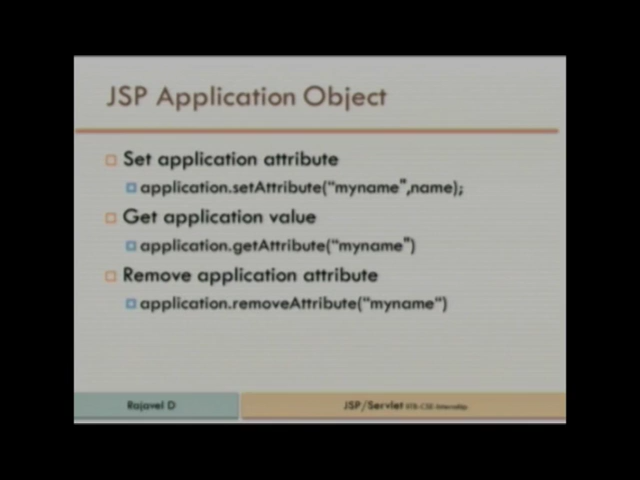 JSP Application Object
Set application attribute
application.setAttribute("myname",name);
Get application value
application.getAttribute("myname")
Remove application attribute
application.removeAttribute("myname")
Rajavel D
JSP/Servlet